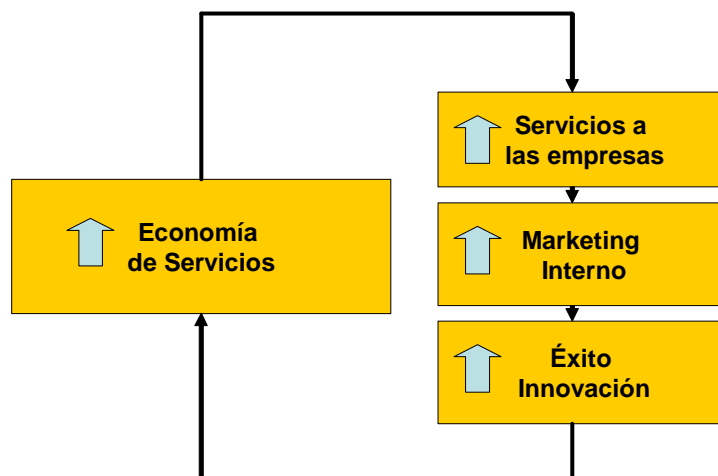 Servicios a
las empresas
Economía
de Servicios
Marketing
Interno
Éxito
Innovación